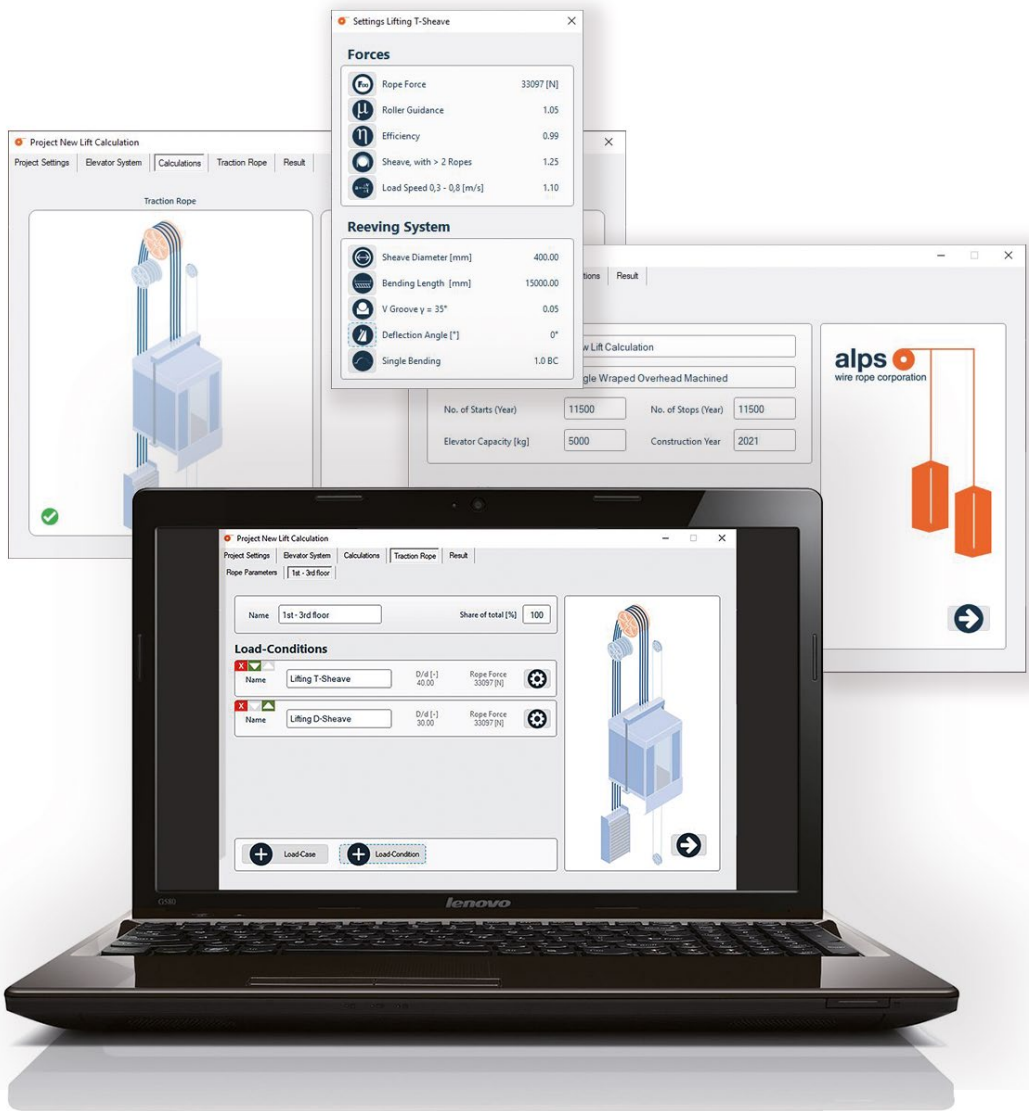 Settings Lifting T-Sheave
Forces
F00 Rope Force 33097 [N]
μ Roller Guidance 1.05
η Efficiency 0.99
Sheave, with > 2 Ropes 1.25
Load Speed 0,3 - 0,8 [m/s] 1.10
Reeving System
Sheave Diameter [mm] 400.00
Bending Length [mm] 15000.00
V Groove γ = 35° 0.05
Deflection Angle [°] 0°
Single Bending 1.0 BC
Project New Lift Calculation
Project Settings Elevator System Calculations Traction Rope Result
Traction Rope
tions Result
w Lift Calculation
gle Wraped Overhead Machined
No. of Starts (Year) 11500 No. of Stops (Year) 11500
Elevator Capacity [kg] 5000 Construction Year 2021
alps
wire rope corporation
Project New Lift Calculation
Project Settings Elevator System Calculations Traction Rope Result
Rope Parameters 1st - 3rd floor
Name 1st - 3rd floor Share of total [%] 100
Load-Conditions
X
Name Lifting T-Sheave D/d [-] 40.00 Rope Force 33097 [N]
X
Name Lifting D-Sheave D/d [-] 30.00 Rope Force 33097 [N]
Load-Case Load-Condition
G580
lenovo